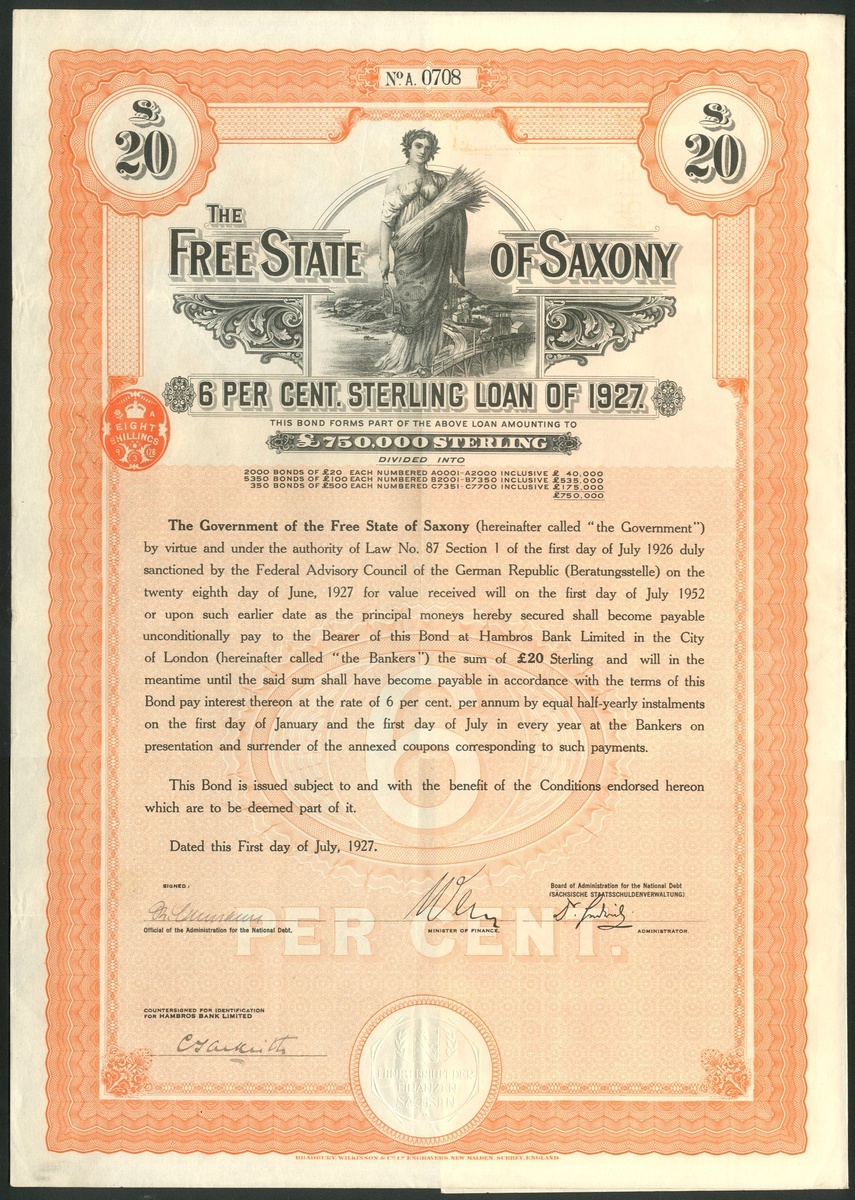 No. A. 0708
£ 20
£ 20
THE
FREE STATE OF SAXONY
6 PER CENT. STERLING LOAN OF 1927.
THIS BOND FORMS PART OF THE ABOVE LOAN AMOUNTING TO
£750,000 STERLING
DIVIDED INTO
2000 BONDS OF £20 EACH NUMBERED A0001-A2000 INCLUSIVE £ 40,000
5350 BONDS OF £100 EACH NUMBERED B2001-B7350 INCLUSIVE £535,000
350 BONDS OF £500 EACH NUMBERED C7351-C7700 INCLUSIVE £175,000
£750,000
A
EIGHT
SHILLINGS
The Government of the Free State of Saxony (hereinafter called "the Government")
by virtue and under the authority of Law No. 87 Section 1 of the first day of July 1926 duly
sanctioned by the Federal Advisory Council of the German Republic (Beratungsstelle) on the
twenty eighth day of June, 1927 for value received will on the first day of July 1952
or upon such earlier date as the principal moneys hereby secured shall become payable
unconditionally pay to the Bearer of this Bond at Hambros Bank Limited in the City
of London (hereinafter called "the Bankers") the sum of £20 Sterling and will in the
meantime until the said sum shall have become payable in accordance with the terms of this
Bond pay interest thereon at the rate of 6 per cent. per annum by equal half-yearly instalments
on the first day of January and the first day of July in every year at the Bankers on
presentation and surrender of the annexed coupons corresponding to such payments.
This Bond is issued subject to and with the benefit of the Conditions endorsed hereon
which are to be deemed part of it.
Dated this First day of July, 1927.
6
PER CENT.
SIGNED:
Official of the Administration for the National Debt.
MINISTER OF FINANCE.
Board of Administration for the National Debt
(SÄCHSISCHE STAATSSCHULDENVERWALTUNG)
Dr.
ADMINISTRATOR.
COUNTERSIGNED FOR IDENTIFICATION
FOR HAMBROS BANK LIMITED
MINISTERIUM DER
FINANZEN
SACHSEN
BRADBURY, WILKINSON & Co. Ld. ENGRAVERS, NEW MALDEN, SURREY, ENGLAND.